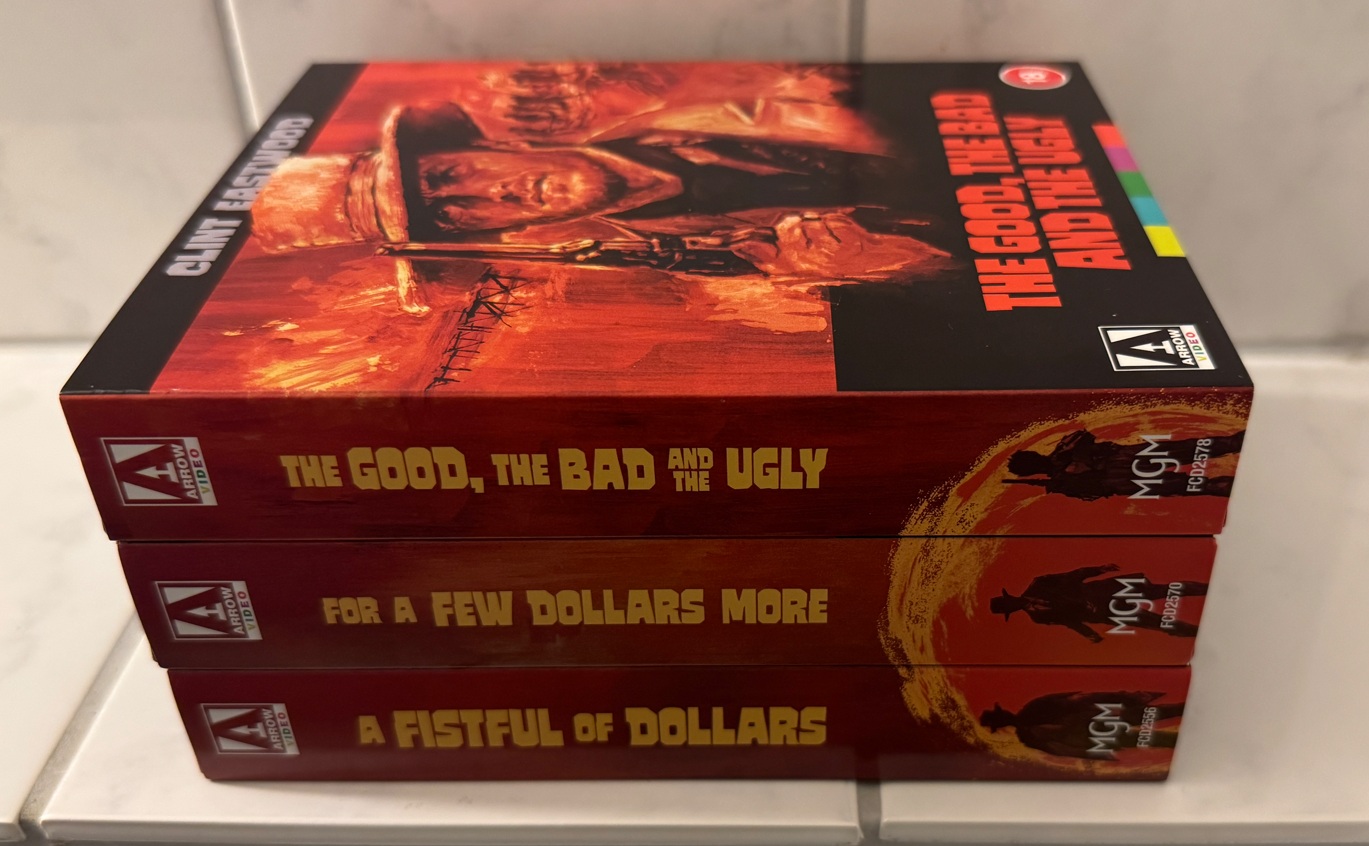 CLINT EASTWOOD
18
THE GOOD, THE BAD
AND THE UGLY
ARROW
VIDEO
ARROW
VIDEO
THE GOOD, THE BAD AND THE UGLY
MGM
FCD2578
ARROW
VIDEO
FOR A FEW DOLLARS MORE
MGM
FCD2570
ARROW
VIDEO
A FISTFUL OF DOLLARS
MGM
FCD2556